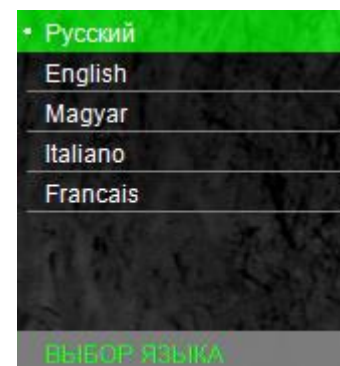 Русский
English
Magyar
Italiano
Francais
ВЫБОР ЯЗЫКА